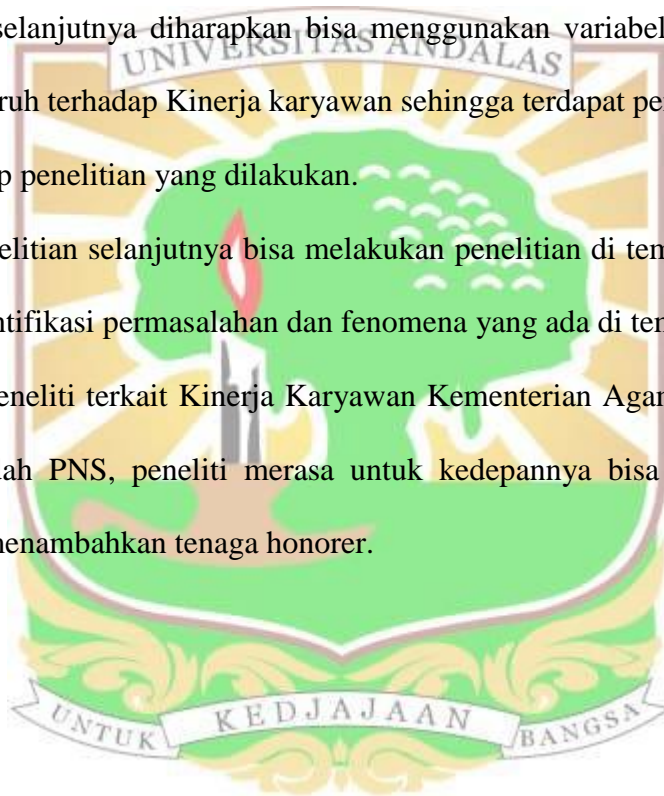 selanjutnya diharapkan bisa menggunakan variabel
UNIVERSITAS ANDALAS
ruh terhadap Kinerja karyawan sehingga terdapat pe
p penelitian yang dilakukan.
elitian selanjutnya bisa melakukan penelitian di tem
ntifikasi permasalahan dan fenomena yang ada di tem
eneliti terkait Kinerja Karyawan Kementerian Agam
ah PNS, peneliti merasa untuk kedepannya bisa
menambahkan tenaga honorer.
UNTUK KEDJAJAAN BANGSA